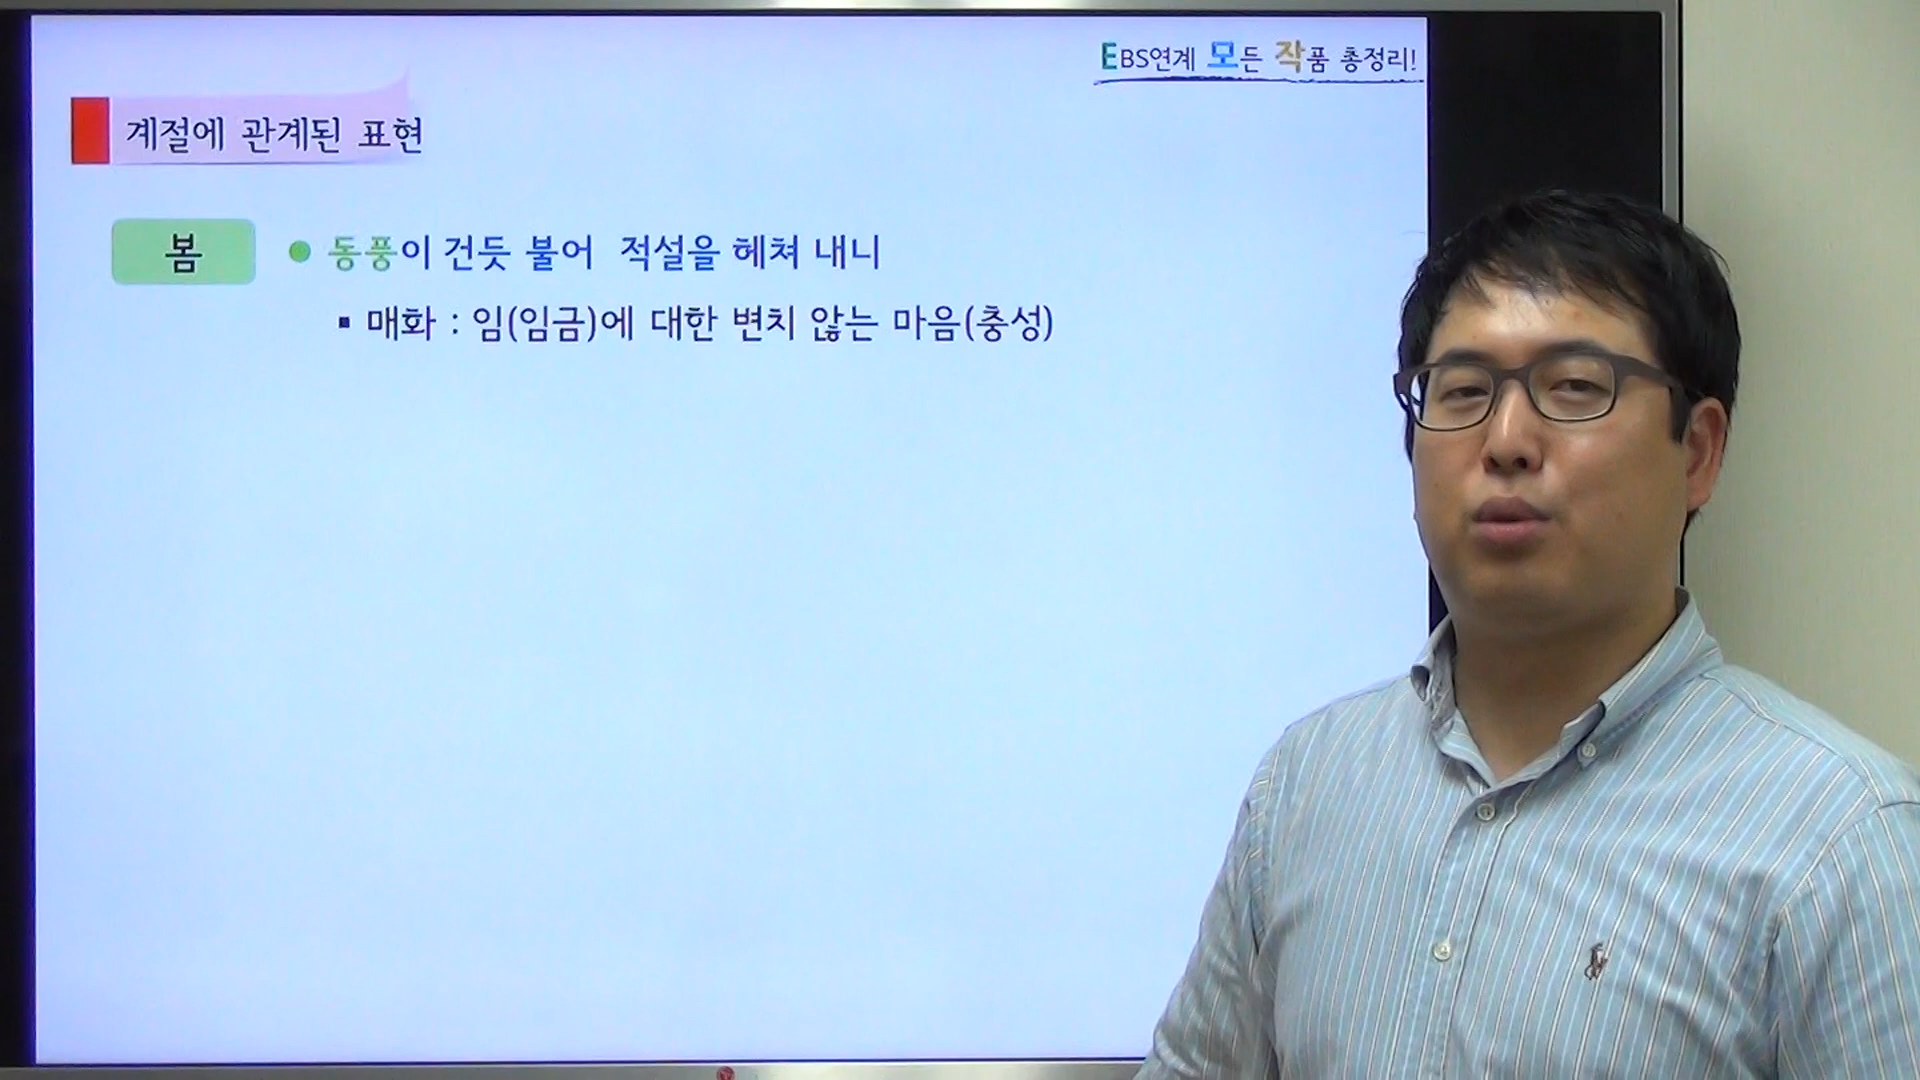 EBS연계 모든 작품 총정리!
계절에 관계된 표현
봄
● 동풍이 건듯 불어 적설을 헤쳐 내니
▪ 매화 : 임(임금)에 대한 변치 않는 마음(충성)